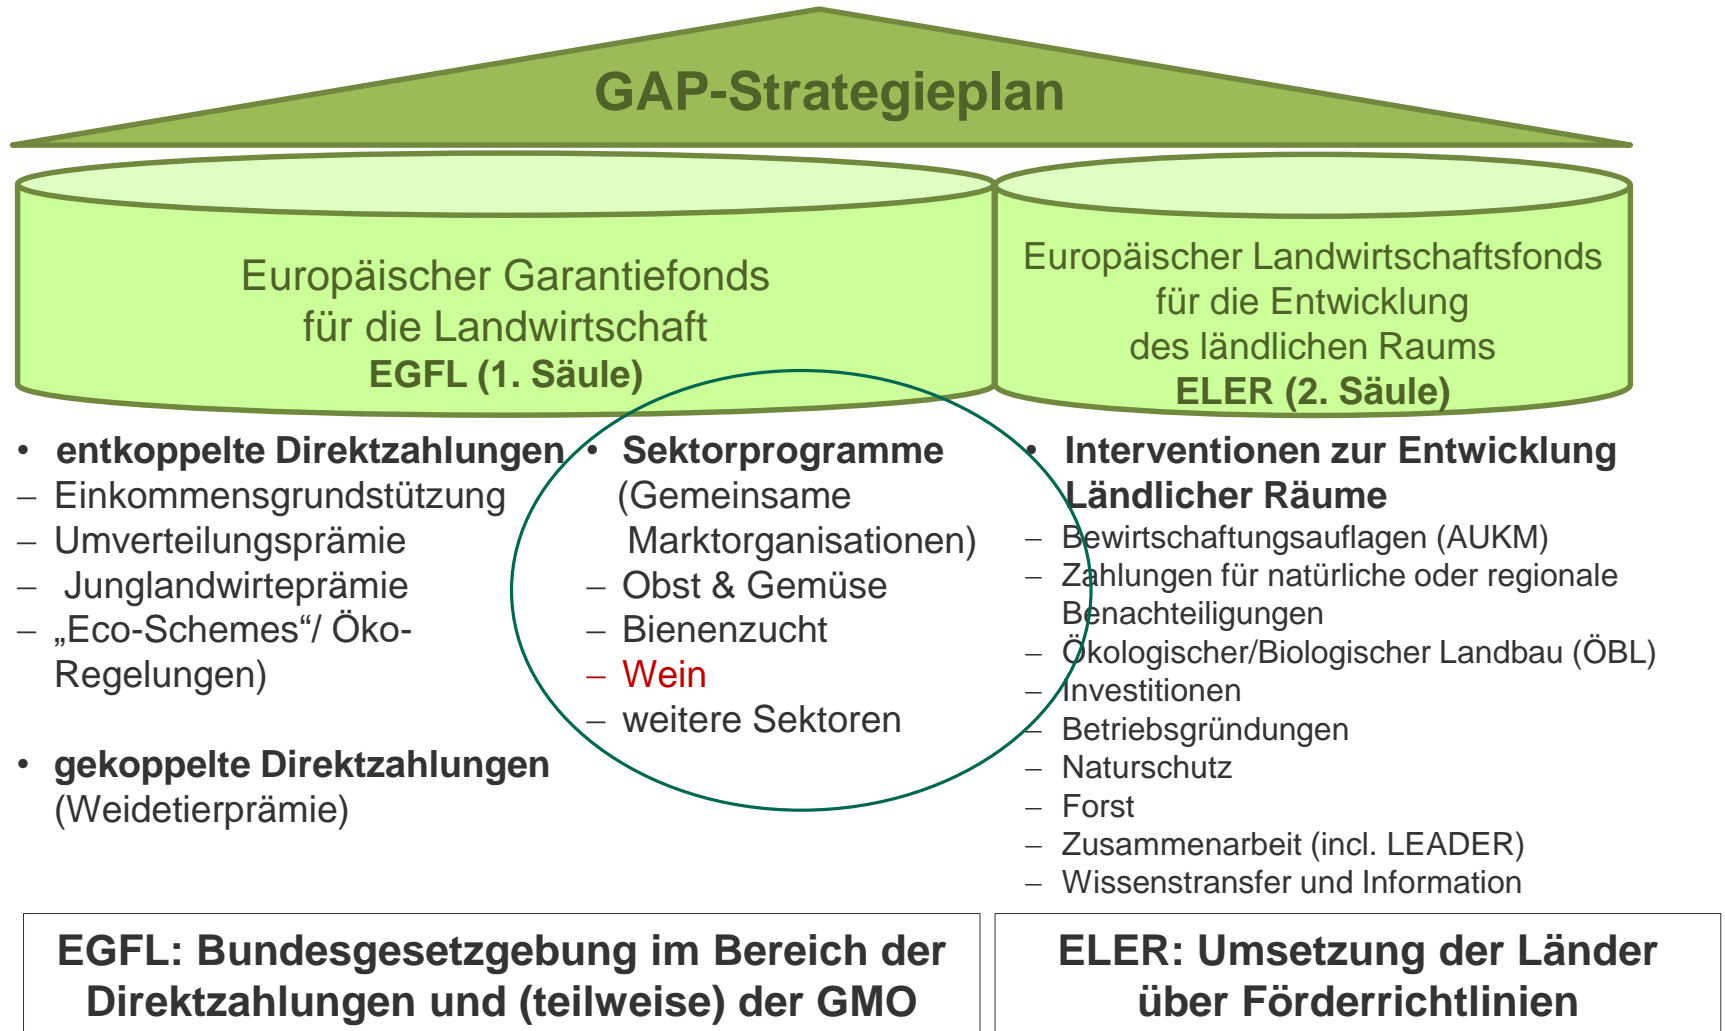 GAP-Strategieplan
Europäischer Garantiefonds
für die Landwirtschaft
EGFL (1. Säule)
Europäischer Landwirtschaftsfonds
für die Entwicklung
des ländlichen Raums
ELER (2. Säule)
• entkoppelte Direktzahlungen
– Einkommensgrundstützung
– Umverteilungsprämie
– Junglandwirteprämie
– „Eco-Schemes“/ Öko-
Regelungen)
• gekoppelte Direktzahlungen
(Weidetierprämie)
• Sektorprogramme
(Gemeinsame
Marktorganisationen)
– Obst & Gemüse
– Bienenzucht
– Wein
– weitere Sektoren
• Interventionen zur Entwicklung
Ländlicher Räume
– Bewirtschaftungsauflagen (AUKM)
– Zahlungen für natürliche oder regionale
Benachteiligungen
– Ökologischer/Biologischer Landbau (ÖBL)
– Investitionen
– Betriebsgründungen
– Naturschutz
– Forst
– Zusammenarbeit (incl. LEADER)
– Wissenstransfer und Information
EGFL: Bundesgesetzgebung im Bereich der
Direktzahlungen und (teilweise) der GMO
ELER: Umsetzung der Länder
über Förderrichtlinien